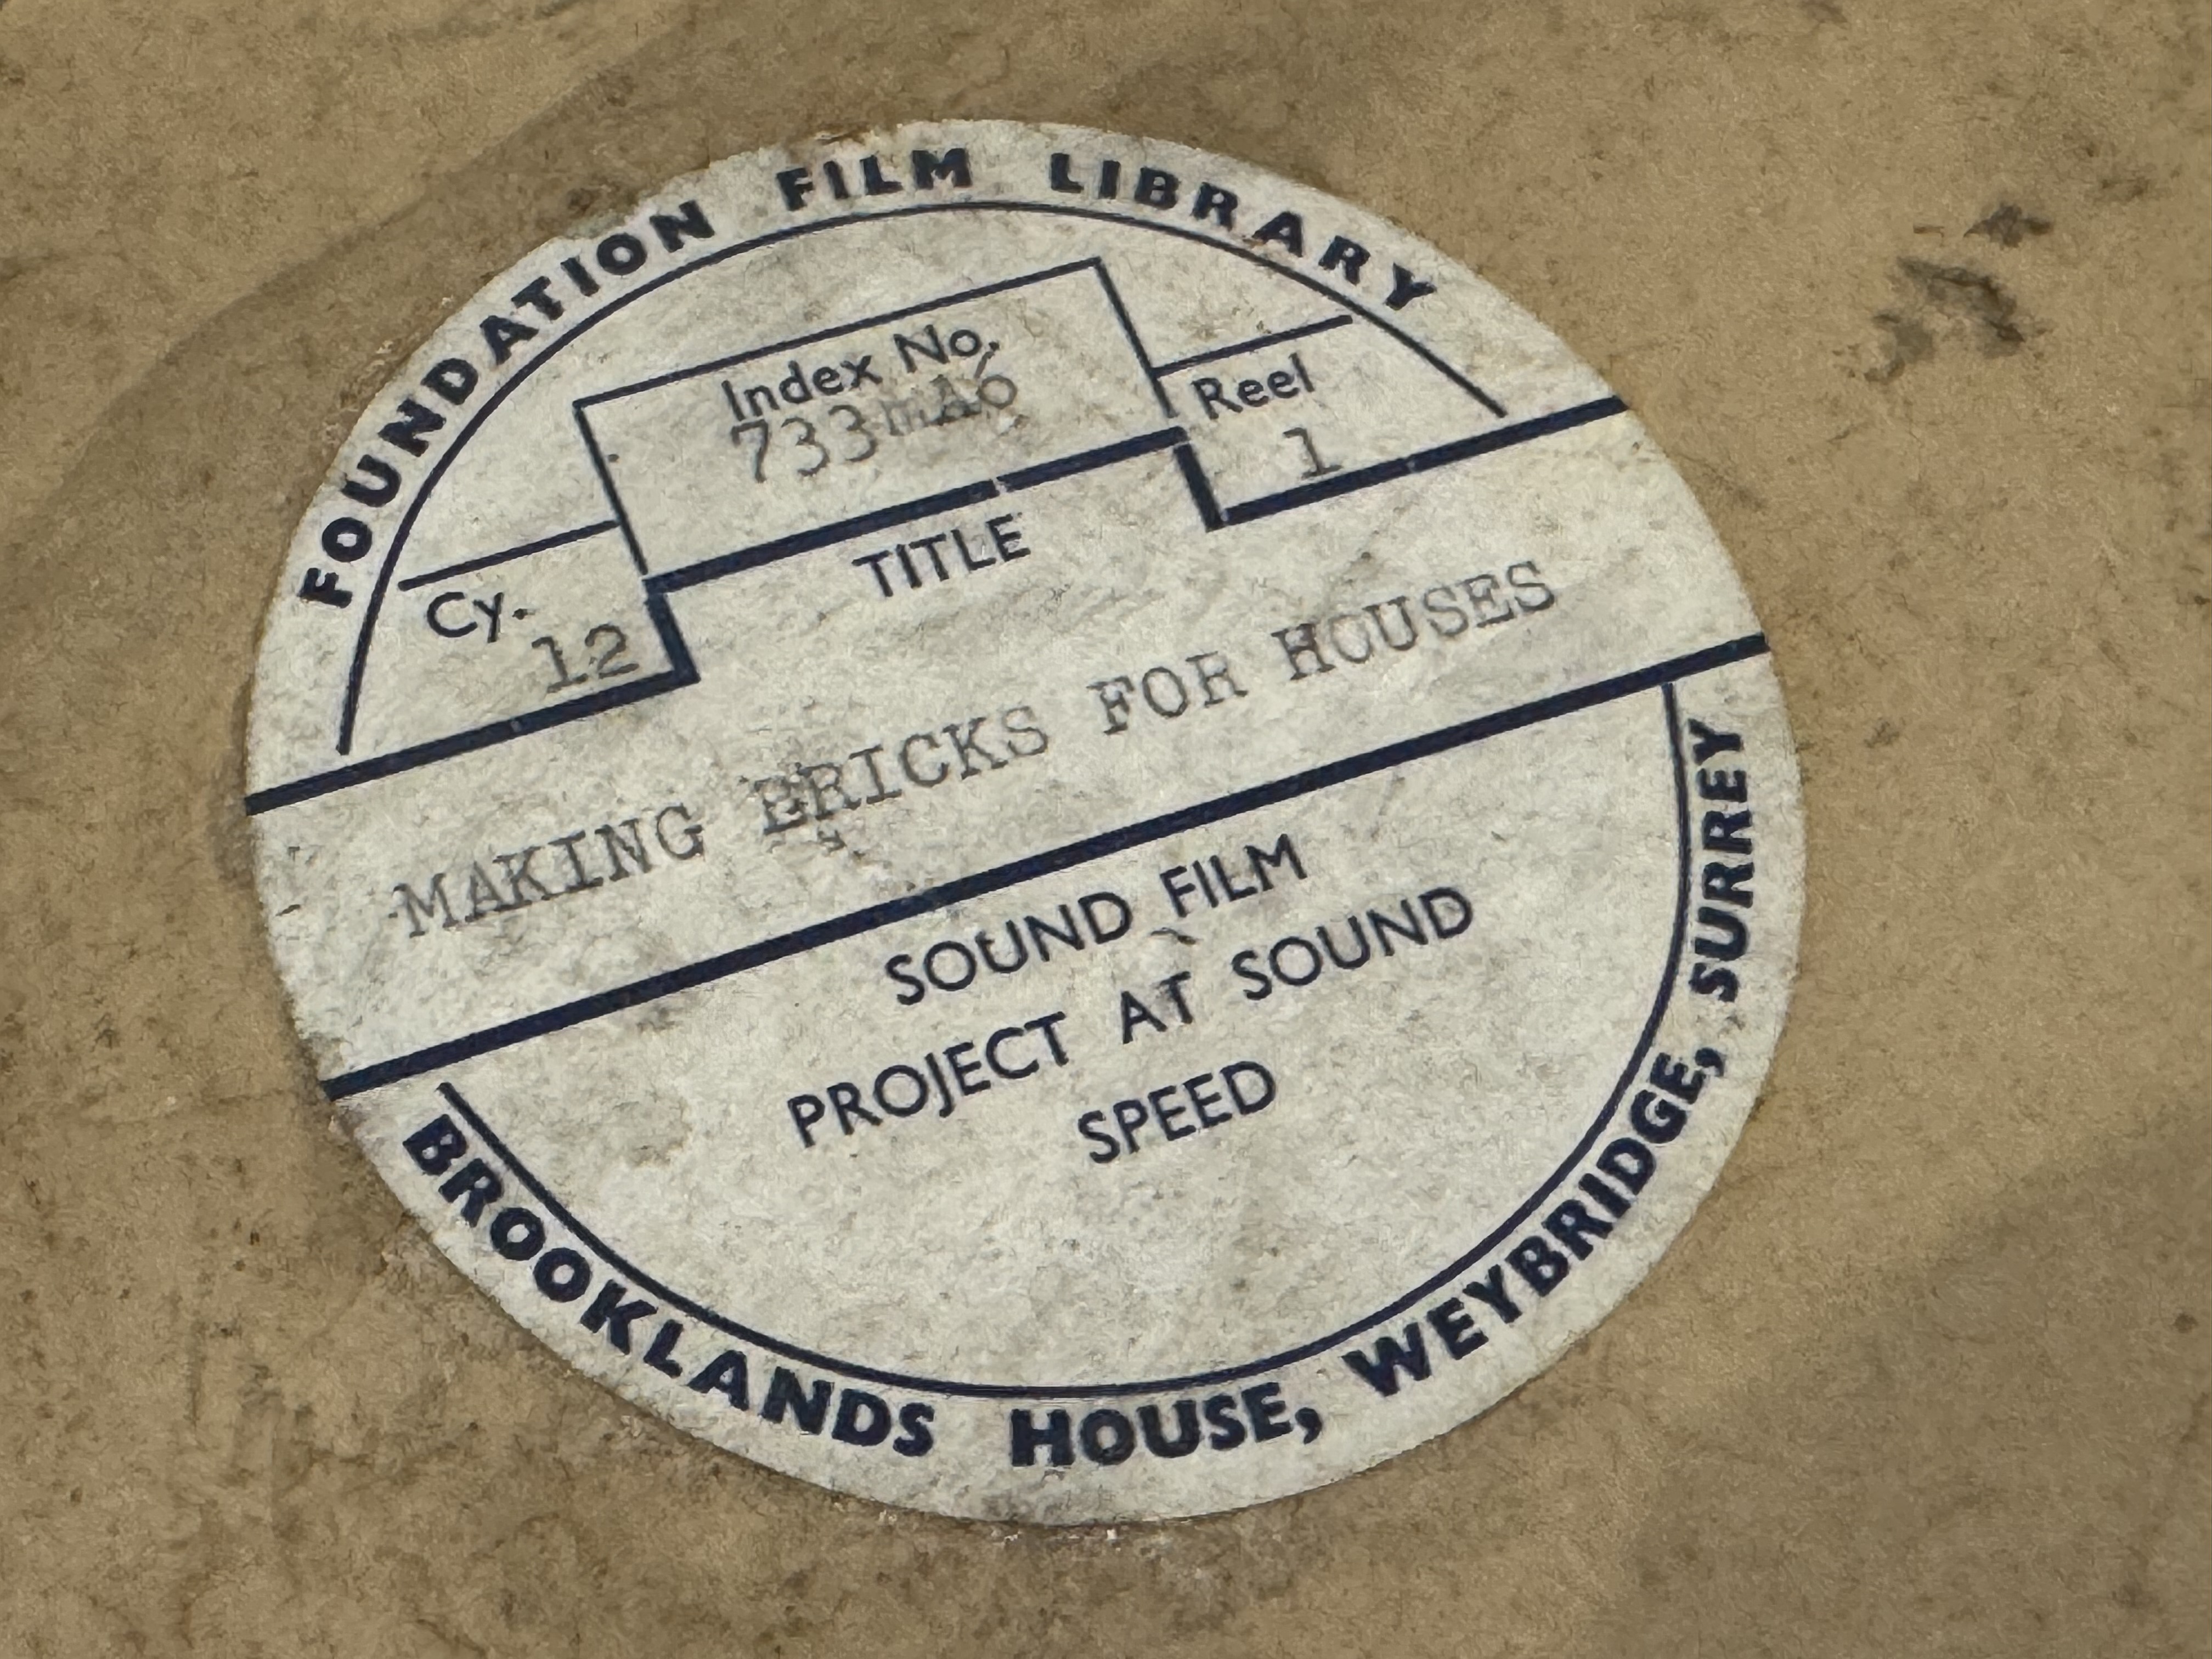 FOUNDATION FILM LIBRARY
Index No.
733mA6
Reel
1
Cy.
12
TITLE
MAKING BRICKS FOR HOUSES
SOUND FILM
PROJECT AT SOUND
SPEED
BROOKLANDS HOUSE, WEYBRIDGE, SURREY